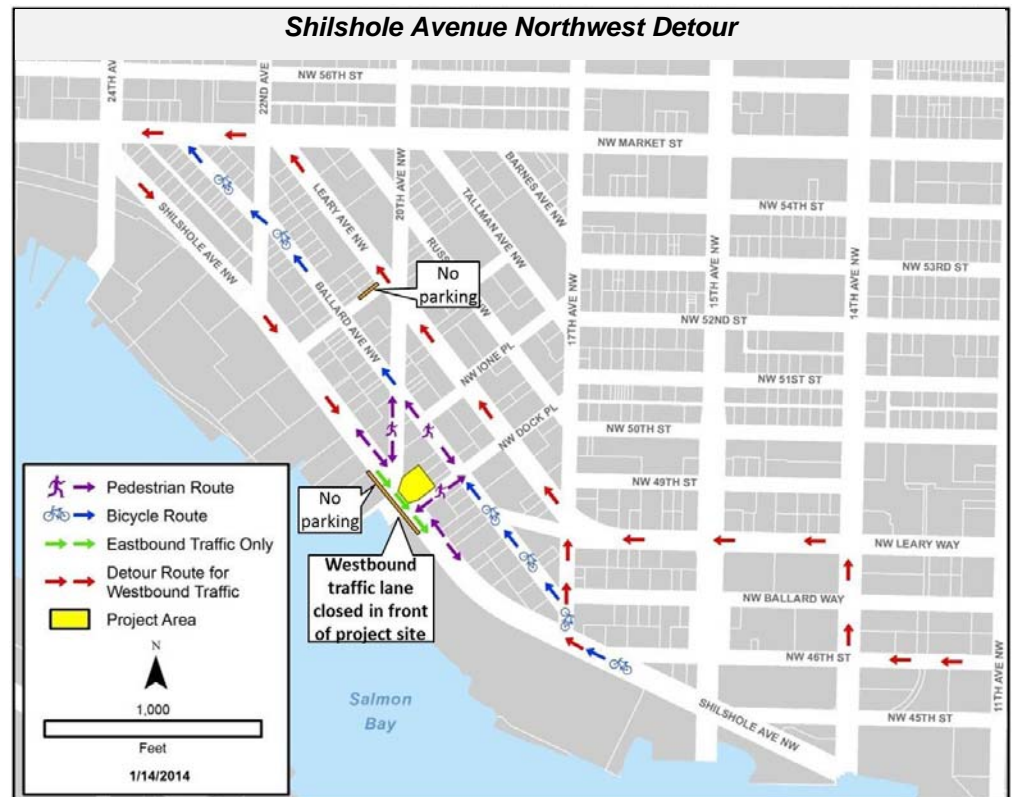 Shilshole Avenue Northwest Detour
24TH AVE
22ND AVE
NW 56TH ST
NW MARKET ST
BARNES AVE NW
NW 54TH ST
TALLMAN AVE NW
20TH AVE NW
LEARY AVE NW
SHILSHOLE AVE NW
RUSS
NW
No
parking
15TH AVE NW
14TH AVE NW
NW 53RD ST
17TH AVE NW
BALLARD AVE NW
NW 52ND ST
NW IONE PL
NW 51ST ST
NW DOCK PL
NW 50TH ST
NW 49TH ST
Pedestrian Route
Bicycle Route
Eastbound Traffic Only
Detour Route for
Westbound Traffic
Project Area
N
1,000
Feet
1/14/2014
No
parking
Westbound
traffic lane
closed in front
of project site
NW LEARY WAY
NW BALLARD WAY
NW 46TH ST
11TH AVE NW
Salmon
Bay
SHILSHOLE AVE NW
NW 45TH ST